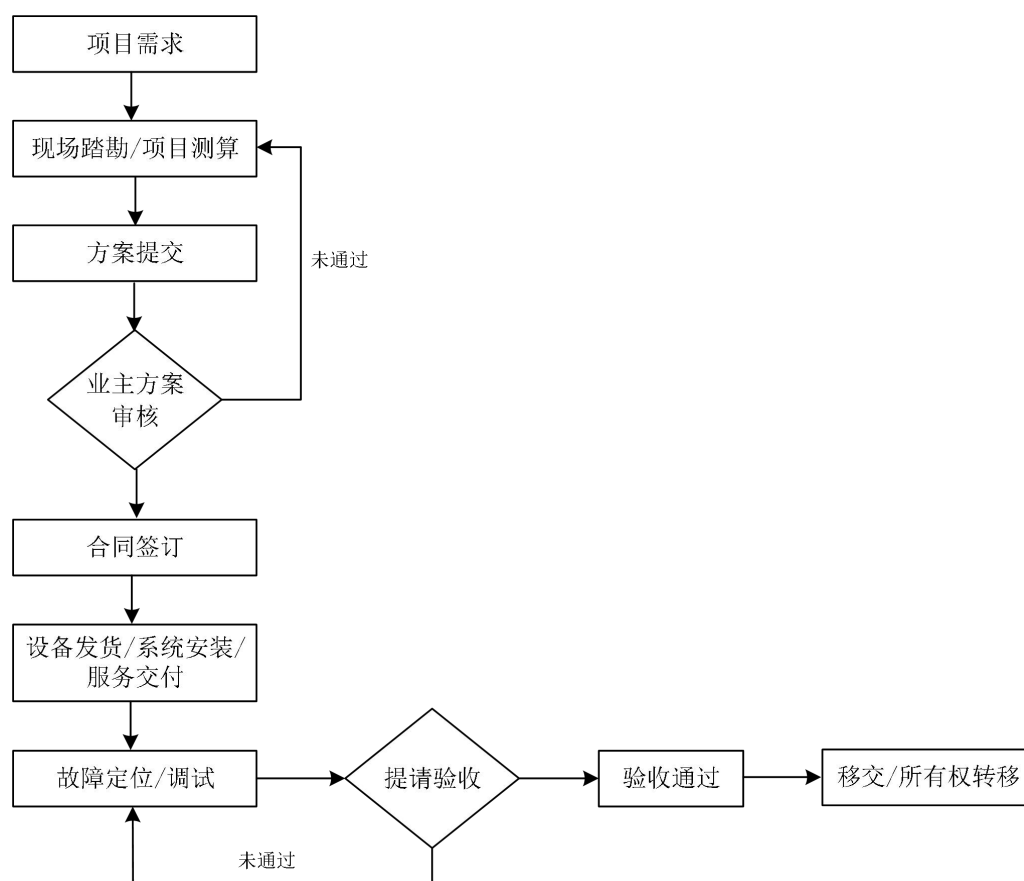 项目需求
现场踏勘/项目测算
方案提交
未通过
业主方案
审核
合同签订
设备发货/系统安装/
服务交付
故障定位/调试
提请验收
验收通过
移交/所有权转移
未通过